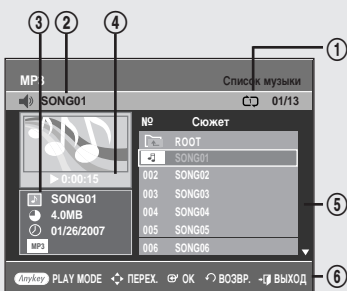 ③ ② ④
①
MP3 Список музыки
SONG01 01/13
№ Сюжет
ROOT
SONG01
002 SONG02
003 SONG03
004 SONG04
005 SONG05
006 SONG06
0:00:15
SONG01
4.0MB
01/26/2007
MP3
⑤
Anykey PLAY MODE ПЕРЕХ. OK ВОЗВР. ВЫХОД
⑥